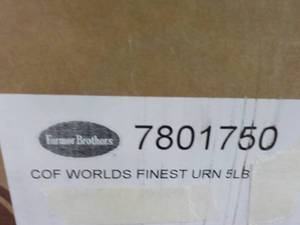 Farmer Brothers 7801750
COF WORLDS FINEST URN 5LB